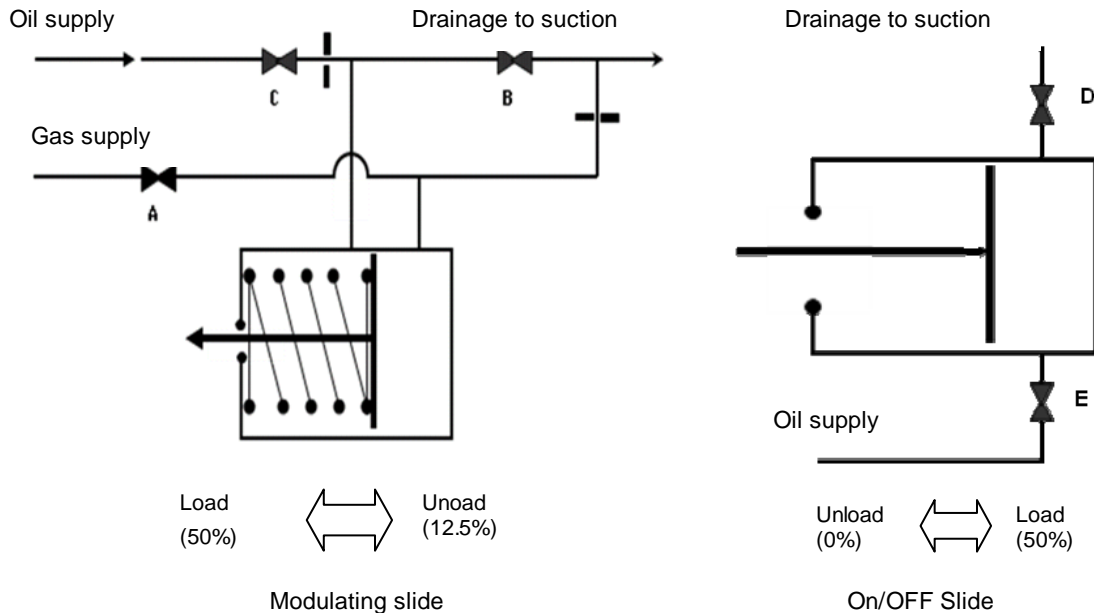 Oil supply
Drainage to suction
Drainage to suction
C
B
D
Gas supply
A
E
Oil supply
Load
(50%)
Unoad
(12.5%)
Unload
(0%)
Load
(50%)
Modulating slide
On/OFF Slide